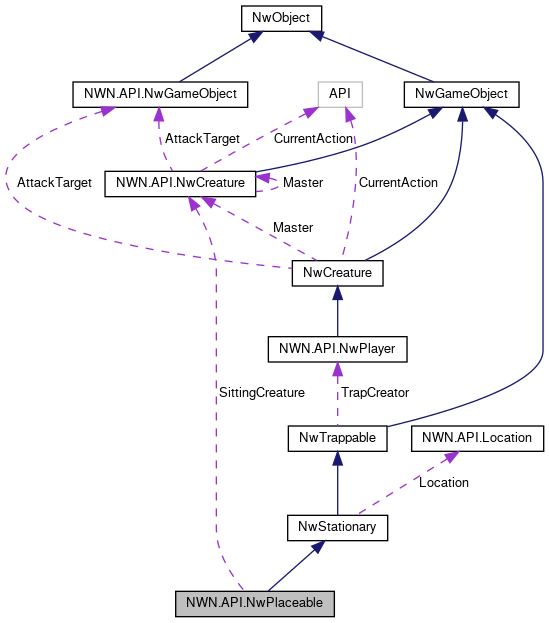 NwObject
NWN.API.NwGameObject
API
NwGameObject
AttackTarget
CurrentAction
AttackTarget
NWN.API.NwCreature
Master
CurrentAction
Master
NwCreature
NWN.API.NwPlayer
SittingCreature
TrapCreator
NwTrappable
NWN.API.Location
Location
NwStationary
NWN.API.NwPlaceable